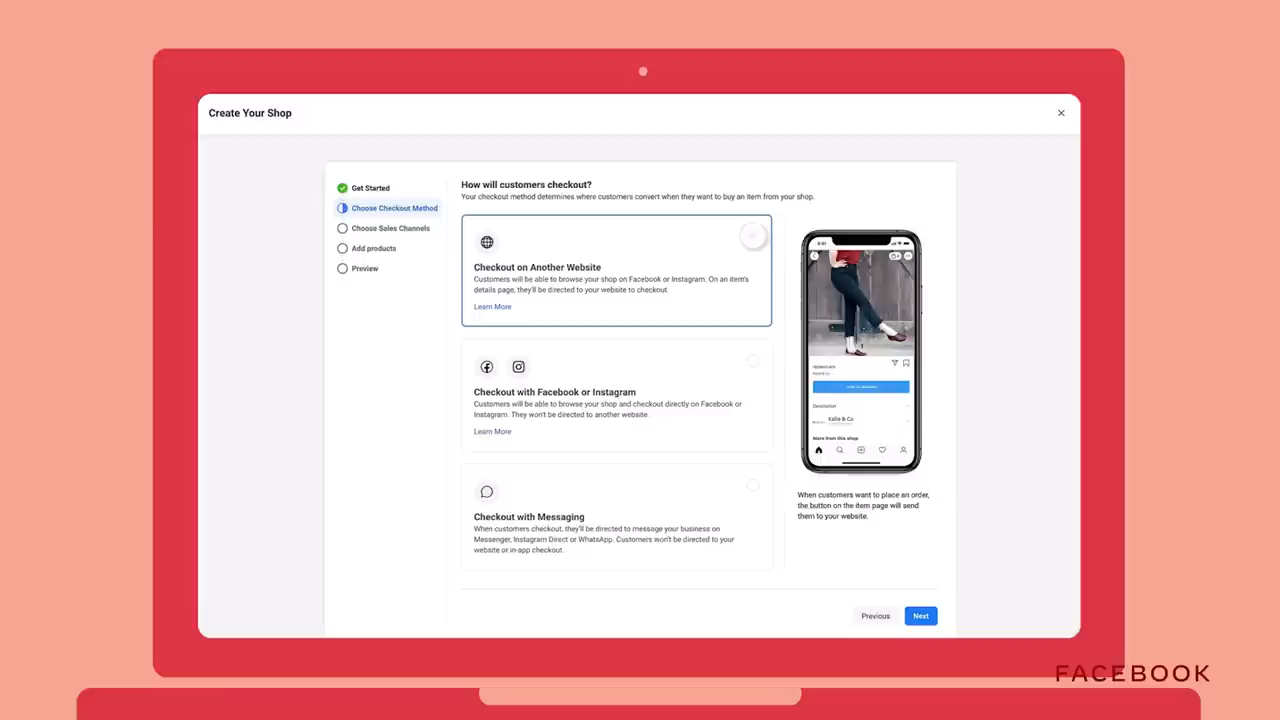 Create Your Shop
Get Started
Choose Checkout Method
Choose Sales Channels
Add products
Preview
How will customers checkout?
Your checkout method determines where customers convert when they want to buy an item from your shop.
Checkout on Another Website
Customers will be able to browse your shop on Facebook or Instagram. On an item's
details page, they'll be directed to your website to checkout.
Learn More
Checkout with Facebook or Instagram
Customers will be able to browse your shop and checkout directly on Facebook or
Instagram. They won't be directed to another website.
Learn More
Checkout with Messaging
When customers checkout, they'll be directed to message your business on
Messenger, Instagram Direct or WhatsApp. Customers won't be directed to your
website or in-app checkout.
Description
Kalia & Co
More from this shop
When customers want to place an order,
the button on the item page will send
them to your website.
Previous
Next
FACEBOOK